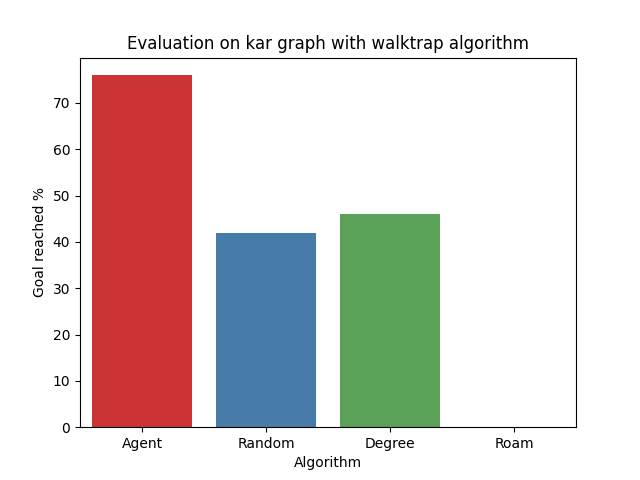 Evaluation on kar graph with walktrap algorithm
Goal reached %
70
60
50
40
30
20
10
0
Agent Random Degree Roam
Algorithm